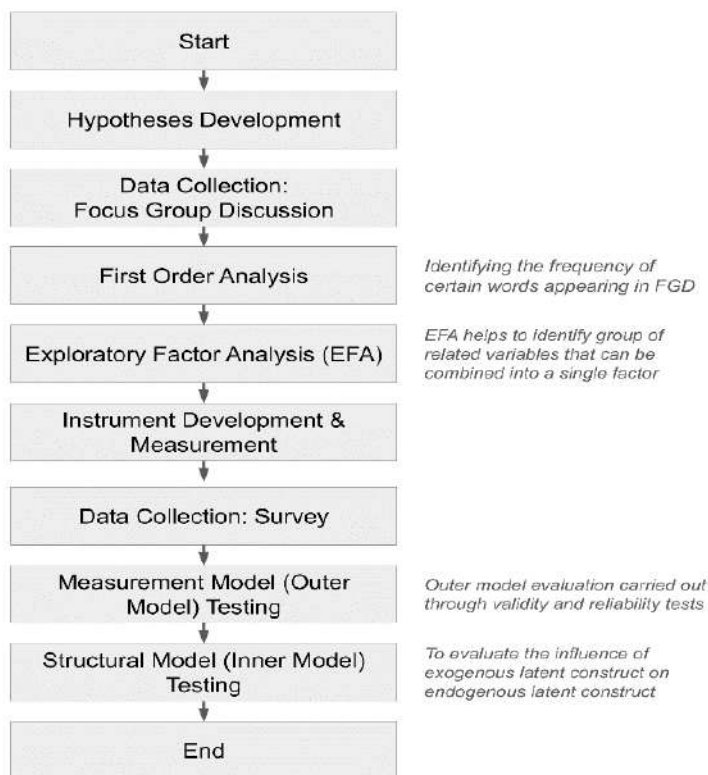 Start
Hypotheses Development
Data Collection:
Focus Group Discussion
First Order Analysis
Identifying the frequency of
certain words appearing in FGD
Exploratory Factor Analysis (EFA)
EFA helps to identify group of
related variables that can be
combined into a single factor
Instrument Development &
Measurement
Data Collection: Survey
Measurement Model (Outer
Model) Testing
Outer model evaluation carried out
through validity and reliability tests
Structural Model (Inner Model)
Testing
To evaluate the influence of
exogenous latent construct on
endogenous latent construct
End